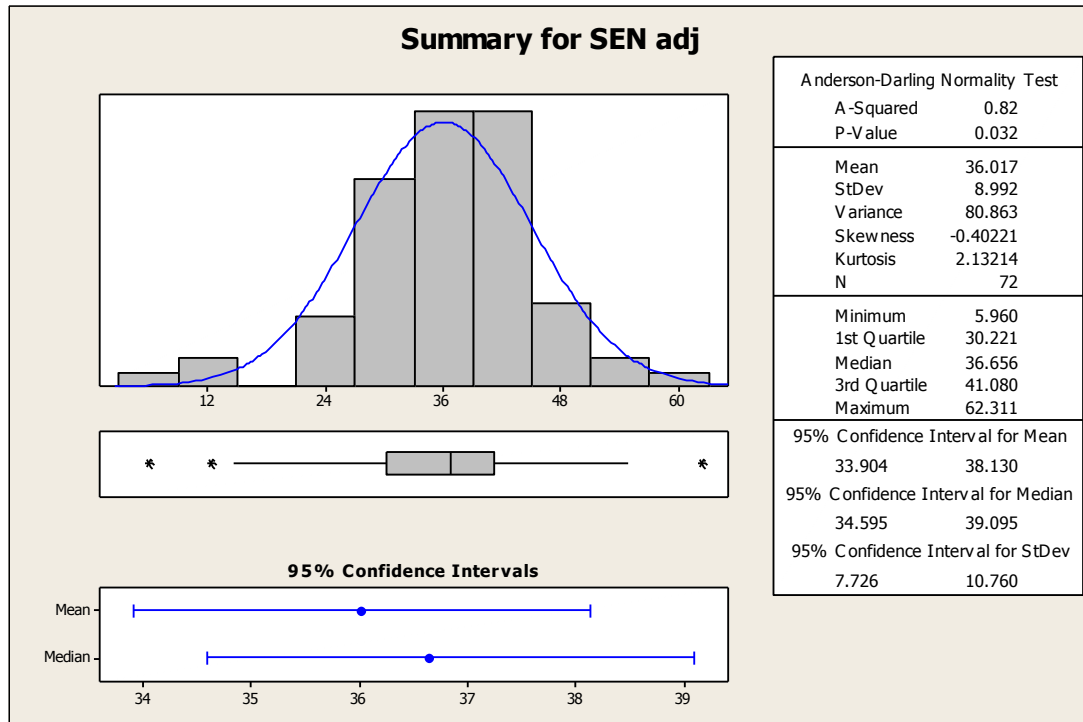 Summary for SEN adj
12 24 36 48 60
95% Confidence Intervals
Mean
Median
34 35 36 37 38 39
Anderson-Darling Normality Test
A-Squared 0.82
P-Value 0.032
Mean 36.017
StDev 8.992
Variance 80.863
Skewness -0.40221
Kurtosis 2.13214
N 72
Minimum 5.960
1st Quartile 30.221
Median 36.656
3rd Quartile 41.080
Maximum 62.311
95% Confidence Interval for Mean
33.904 38.130
95% Confidence Interval for Median
34.595 39.095
95% Confidence Interval for StDev
7.726 10.760